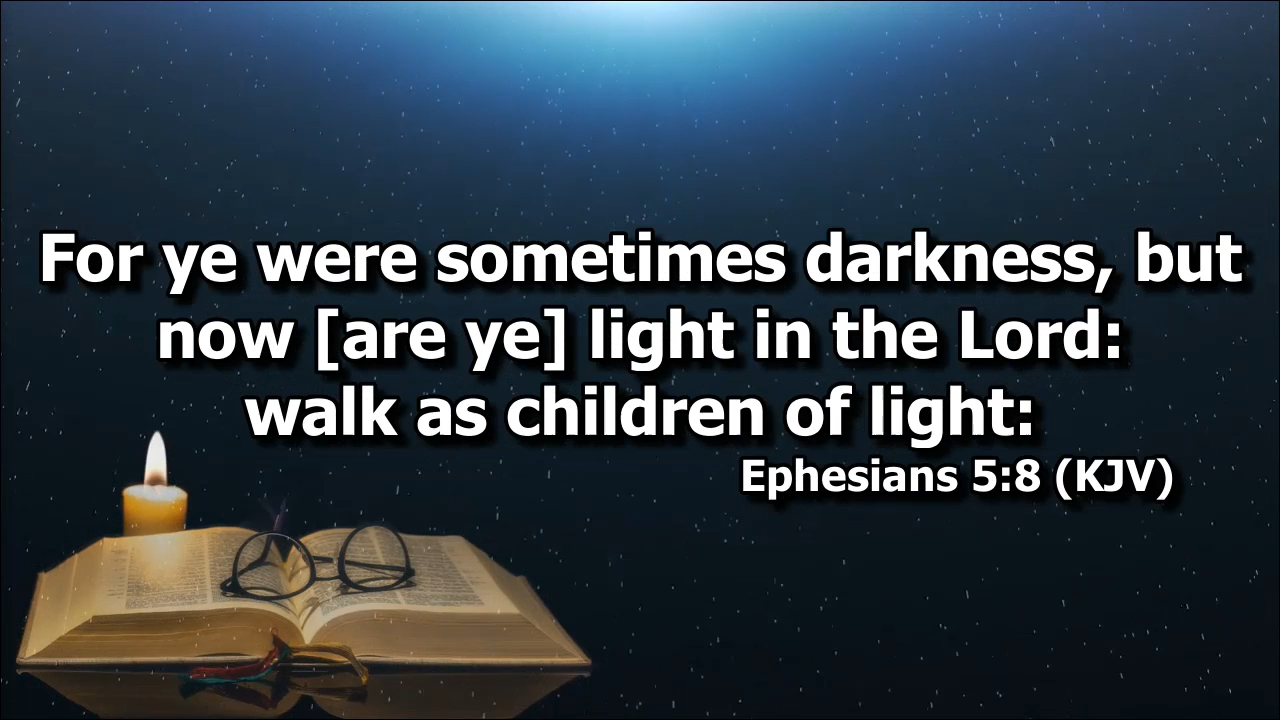 For ye were sometimes darkness, but
now [are ye] light in the Lord:
walk as children of light:
Ephesians 5:8 (KJV)